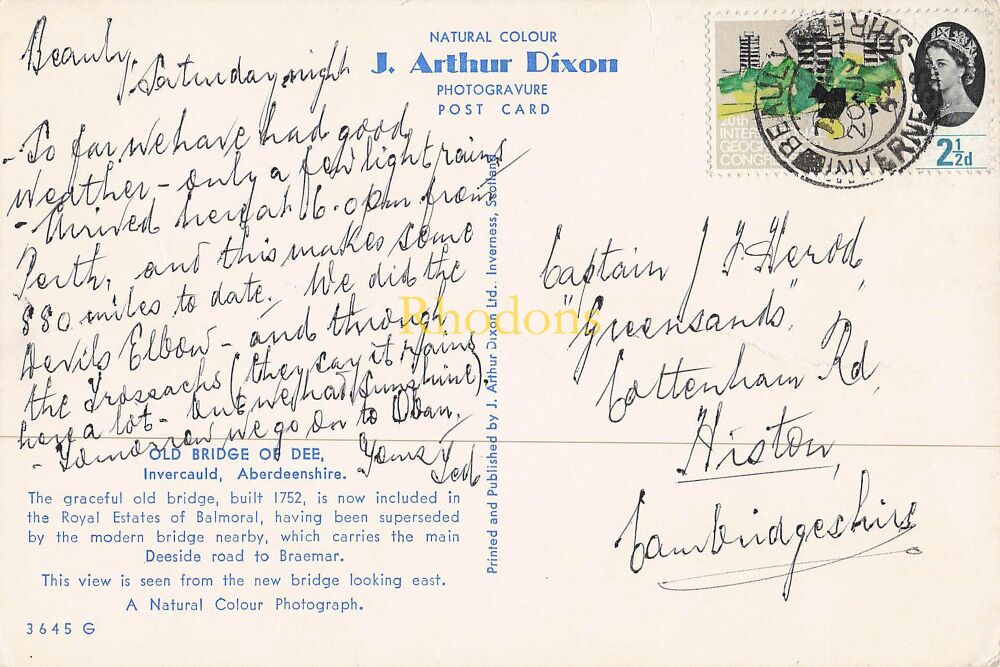 Beauly,
Saturday night
- So far we have had good
weather - only a few light rains
- Arrived here at 6.0pm from
Perth, and this makes some
880 miles to date. We did the
Devils Elbow - and through
the Trossachs (they say it rains
here a lot - but we had sunshine).
- Tomorrow we go on to Oban.
Yours Ted
OLD BRIDGE OF DEE,
Invercauld, Aberdeenshire.
The graceful old bridge, built 1752, is now included in
the Royal Estates of Balmoral, having been superseded
by the modern bridge nearby, which carries the main
Deeside road to Braemar.
This view is seen from the new bridge looking east.
A Natural Colour Photograph.
3645 G
NATURAL COLOUR
J. Arthur Dixon
PHOTOGRAVURE
POST CARD
Printed and Published by J. Arthur Dixon Ltd., Inverness, Scotland
Rhodons
20th
INTERNATIONAL
GEOG
CONG
BEAULY
INVERNESS-SHIRE
2½d
Captain J F Herod,
"Greensands",
Cottenham Rd,
Histon,
Cambridgeshire